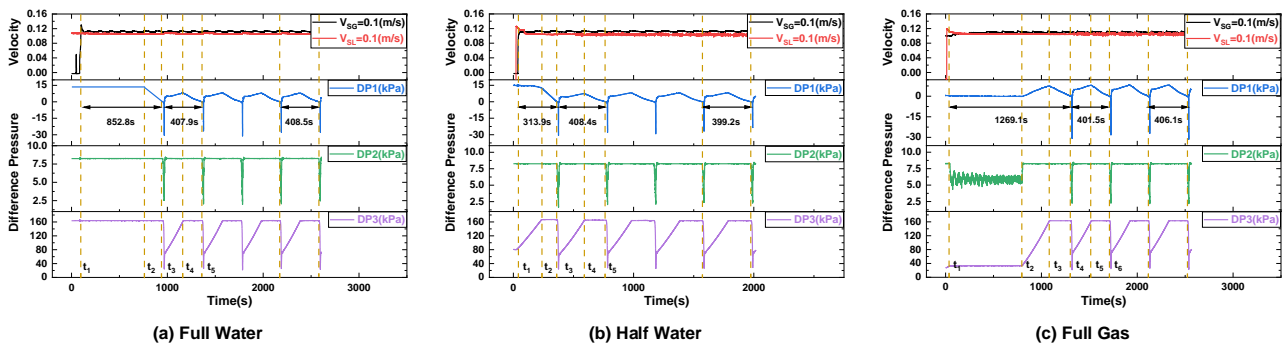 0.16
0.12
0.08
0.04
0.00
Velocity
V_SG=0.1(m/s)
V_SL=0.1(m/s)
15
0
-15
-30
DP1(kPa)
852.8s
407.9s
408.5s
10.0
7.5
5.0
2.5
DP2(kPa)
Difference Pressure
160
120
80
40
0
DP3(kPa)
t₁
t₂
t₃
t₄
t₅
0
1000
2000
3000
Time(s)
(a) Full Water
0.16
0.12
0.08
0.04
0.00
Velocity
V_SG=0.1(m/s)
V_SL=0.1(m/s)
15
0
-15
-30
DP1(kPa)
313.9s
408.4s
399.2s
10.0
7.5
5.0
2.5
DP2(kPa)
Difference Pressure
160
120
80
40
0
DP3(kPa)
t₁
t₂
t₃
t₄
t₅
0
1000
2000
Time(s)
(b) Half Water
0.16
0.12
0.08
0.04
0.00
Velocity
V_SG=0.1(m/s)
V_SL=0.1(m/s)
0
-15
-30
DP1(kPa)
1269.1s
401.5s
406.1s
10.0
7.5
5.0
2.5
DP2(kPa)
Difference Pressure
160
120
80
40
0
DP3(kPa)
t₁
t₂
t₃
t₄
t₅
t₆
0
1000
2000
3000
Time(s)
(c) Full Gas